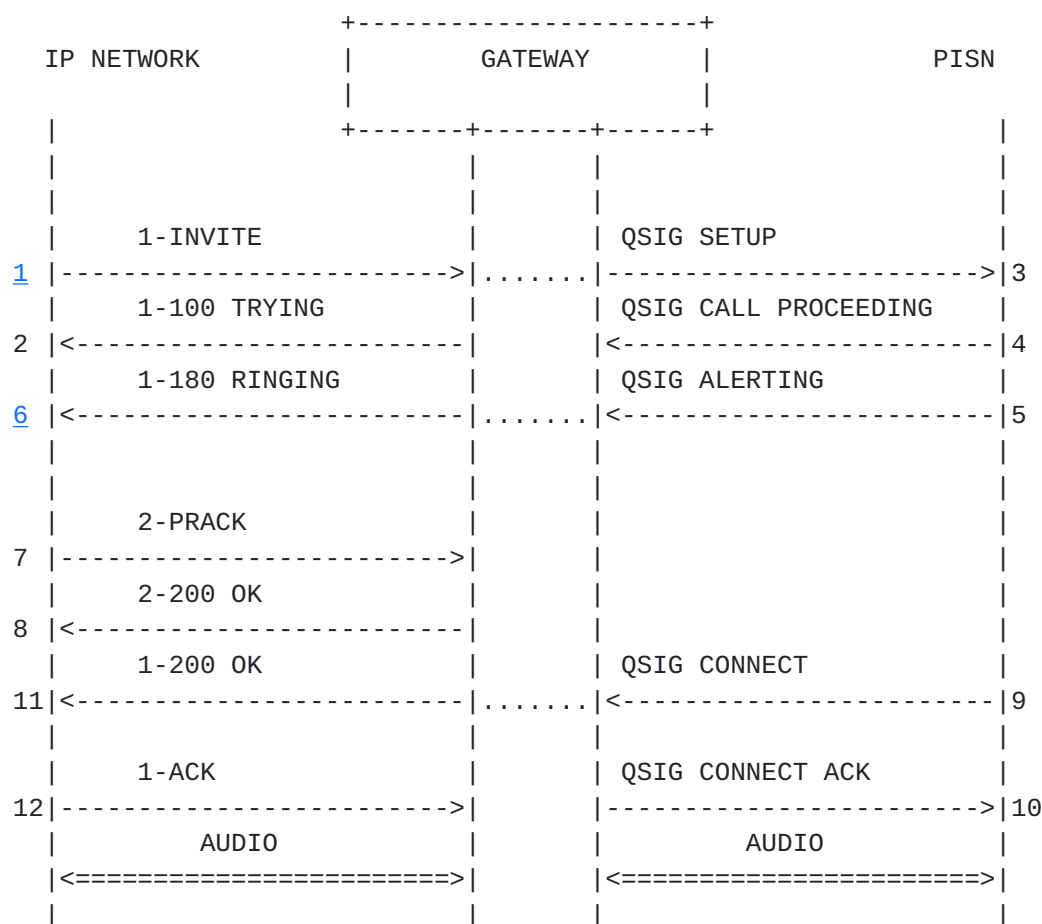 +----------------------+
IP NETWORK | GATEWAY | PISN
| |
| +-------+-------+------+ |
| | | |
| | | |
| 1-INVITE | | QSIG SETUP |
1 |------------------------->|.......|------------------------>|3
| 1-100 TRYING | | QSIG CALL PROCEEDING |
2 |<-------------------------| |<-------------------------|4
| 1-180 RINGING | | QSIG ALERTING |
6 |<-------------------------|.......|<-------------------------|5
| | | |
| | | |
| 2-PRACK | | |
7 |------------------------->| | |
| 2-200 OK | | |
8 |<-------------------------| | |
| 1-200 OK | | QSIG CONNECT |
11|<-------------------------|.......|<-------------------------|9
| | | |
| 1-ACK | | QSIG CONNECT ACK |
12|------------------------->| |------------------------>|10
| AUDIO | | AUDIO |
|<========================>| |<=======================>|
| | | |